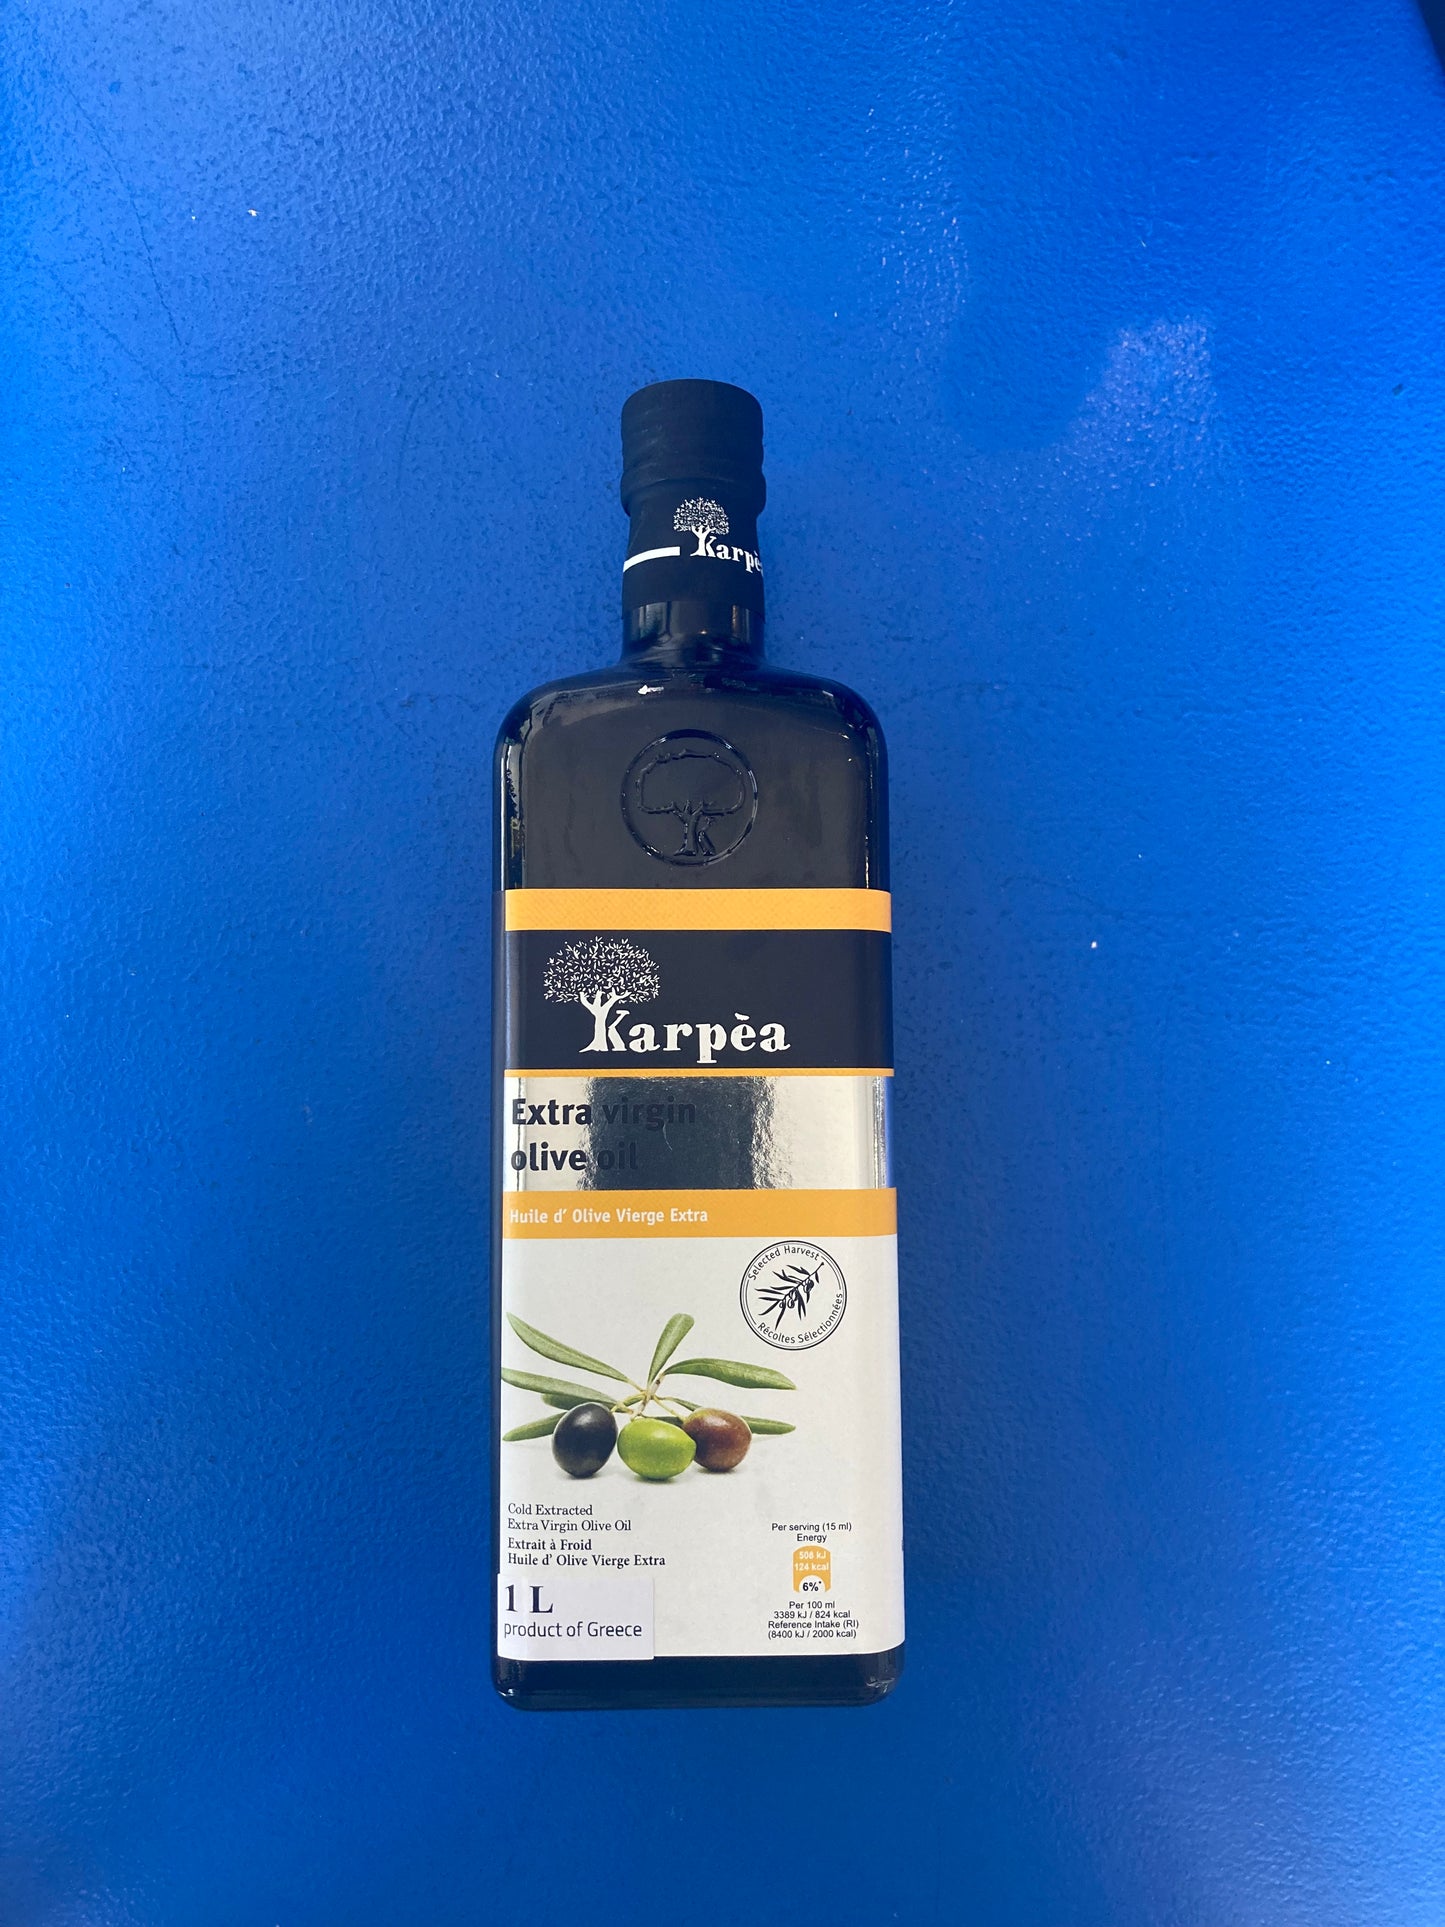 Karpè
Karpèa
Extra virgin
olive oil
Huile d' Olive Vierge Extra
Selected Harvest
Récoltes Sélectionnées
Cold Extracted
Extra Virgin Olive Oil
Extrait à Froid
Huile d' Olive Vierge Extra
1 L
product of Greece
Per serving (15 ml)
Energy
508 kJ
124 kcal
6%*
Per 100 ml
3389 kJ / 824 kcal
Reference Intake (RI)
(8400 kJ / 2000 kcal)